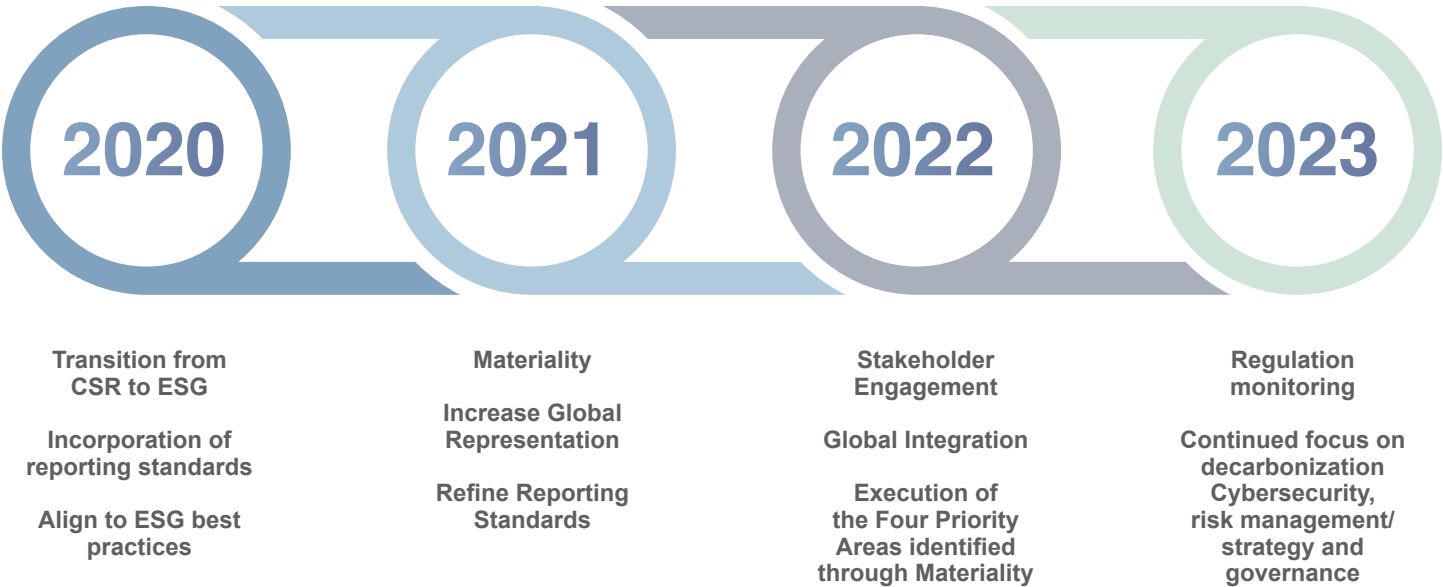 2020
2021
2022
2023
Transition from
CSR to ESG
Incorporation of
reporting standards
Align to ESG best
practices
Materiality
Increase Global
Representation
Refine Reporting
Standards
Stakeholder
Engagement
Global Integration
Execution of
the Four Priority
Areas identified
through Materiality
Regulation
monitoring
Continued focus on
decarbonization
Cybersecurity,
risk management/
strategy and
governance